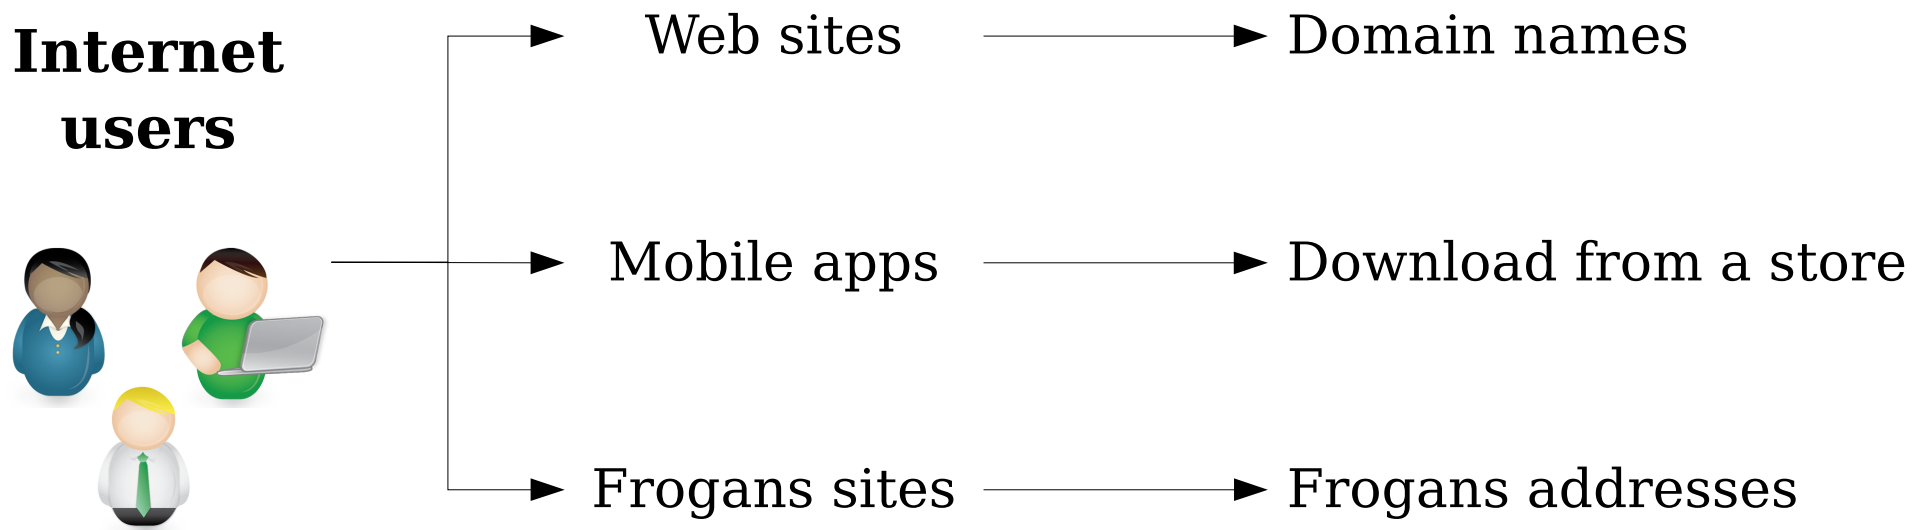 Internet
users
Web sites
Domain names
Mobile apps
Download from a store
Frogans sites
Frogans addresses